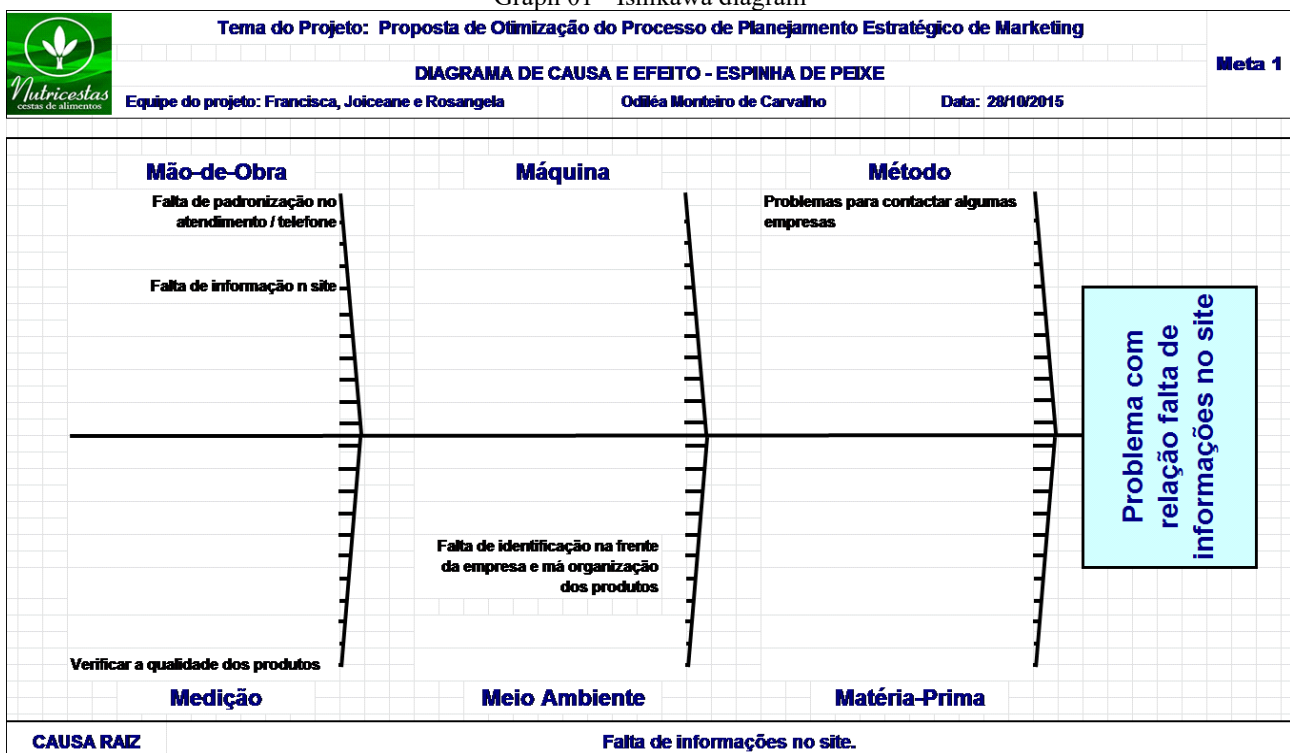 Graph 01 - Ishikawa diagram
Tema do Projeto: Proposta de Otimização do Processo de Planejamento Estratégico de Marketing
DIAGRAMA DE CAUSA E EFEITO - ESPINHA DE PEIXE
Meta 1
Nutricestas
cestas de alimentos
Equipe do projeto: Francisca, Joiceane e Rosangela
Odiléa Monteiro de Carvalho
Data: 28/10/2015
Mão-de-Obra
Máquina
Método
Falta de padronização no
atendimento / telefone
Falta de informação n site
Problemas para contactar algumas
empresas
Problema com
relação falta de
informações no site
Falta de identificação na frente
da empresa e má organização
dos produtos
Verificar a qualidade dos produtos
Medição
Meio Ambiente
Matéria-Prima
CAUSA RAIZ
Falta de informações no site.